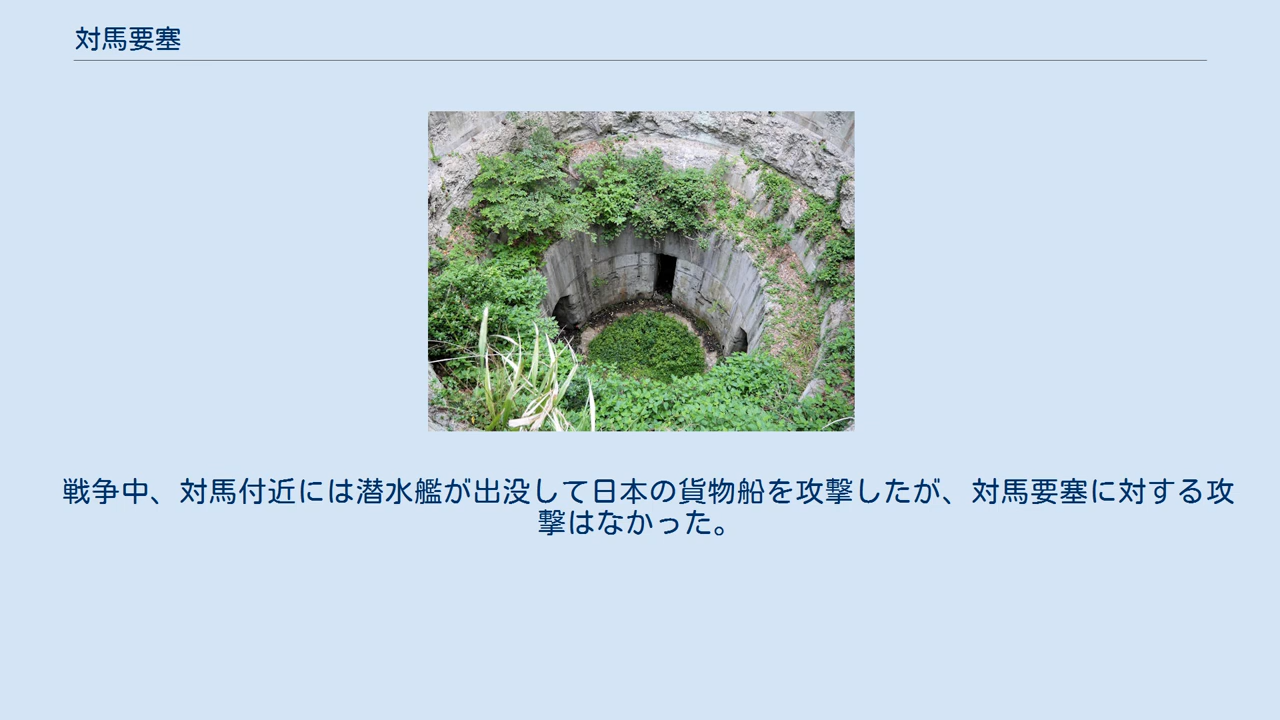 対馬要塞
戦争中、対馬付近には潜水艦が出没して日本の貨物船を攻撃したが、対馬要塞に対する攻
撃はなかった。